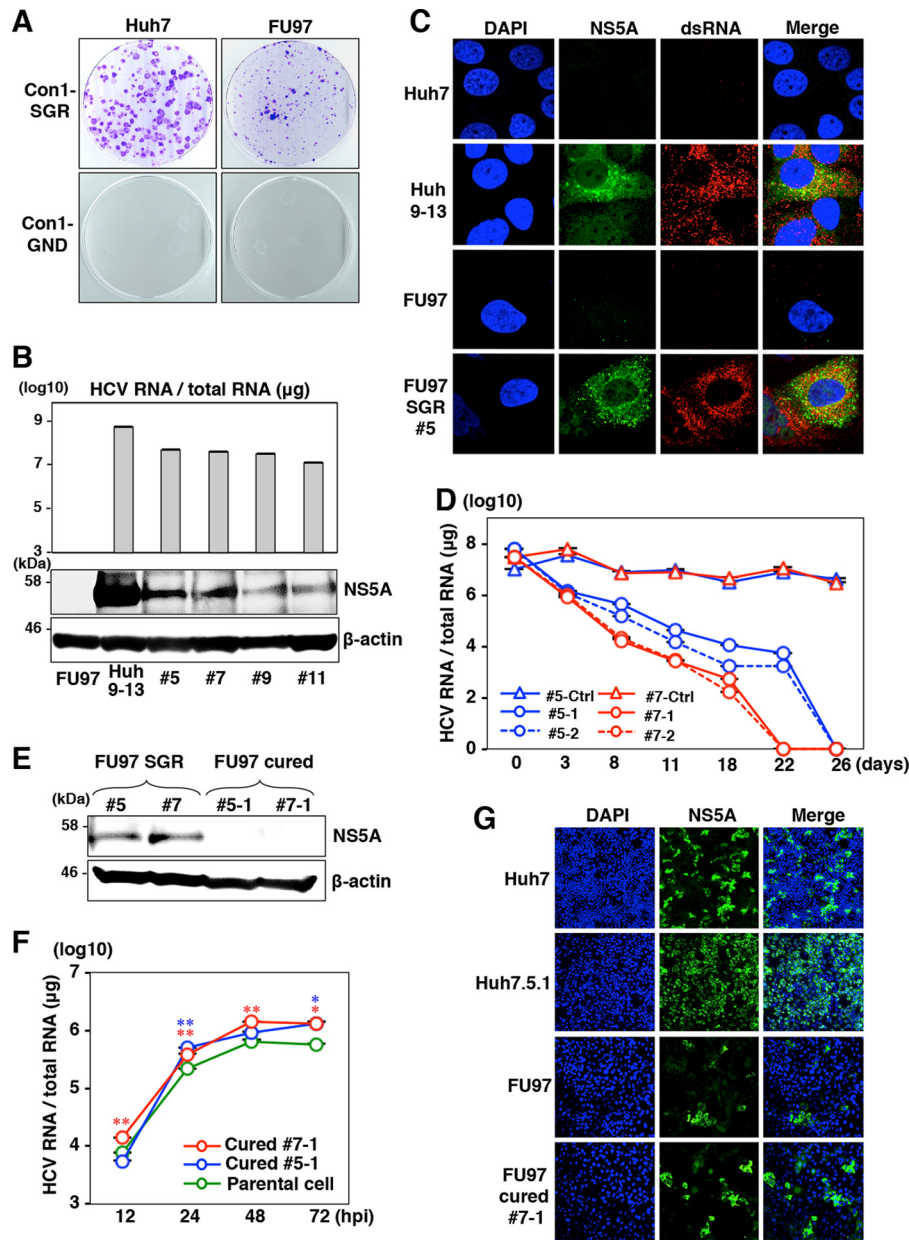 A
Huh7 FU97
Con1-
SGR
Con1-
GND
B
(log10)
HCV RNA / total RNA (µg)
9
7
5
3
(kDa)
58
NS5A
46
β-actin
FU97 Huh 9-13 #5 #7 #9 #11
C
DAPI NS5A dsRNA Merge
Huh7
Huh
9-13
FU97
FU97
SGR
#5
D (log10)
HCV RNA / total RNA (µg)
8
6
4
2
0
#5-Ctrl #7-Ctrl
#5-1 #7-1
#5-2 #7-2
0 3 8 11 18 22 26 (days)
E
FU97 SGR FU97 cured
(kDa) #5 #7 #5-1 #7-1
58
NS5A
46
β-actin
F
(log10)
HCV RNA / total RNA (µg)
7
6
5
4
3
** ** ** ** * *
Cured #7-1
Cured #5-1
Parental cell
12 24 48 72 (hpi)
G
DAPI NS5A Merge
Huh7
Huh7.5.1
FU97
FU97
cured
#7-1